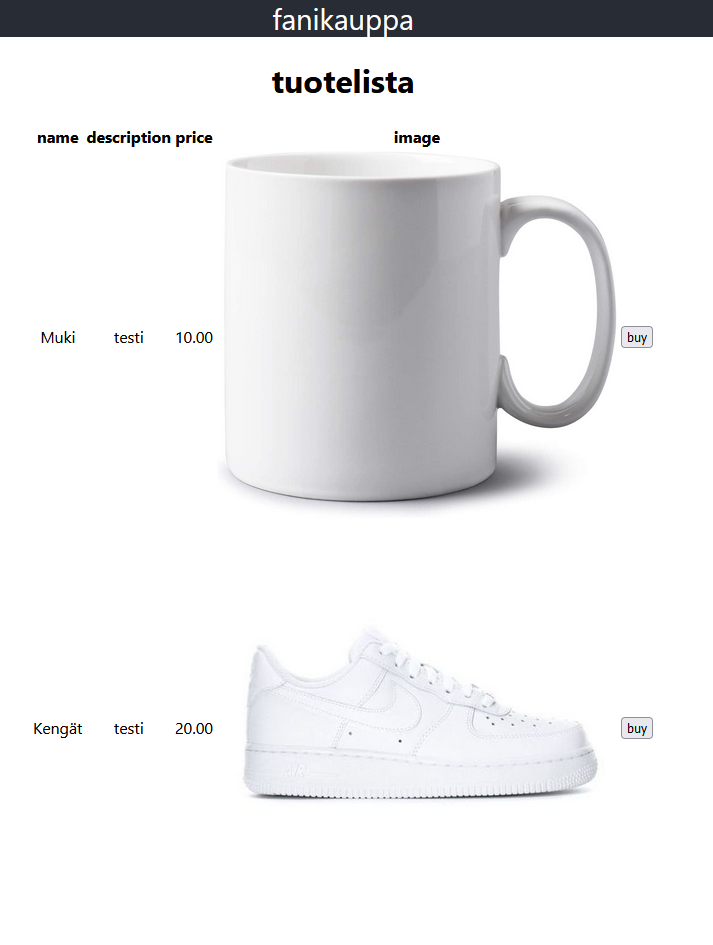 fanikauppa
tuotelista
name description price image
Muki testi 10.00 buy
Kengät testi 20.00 buy